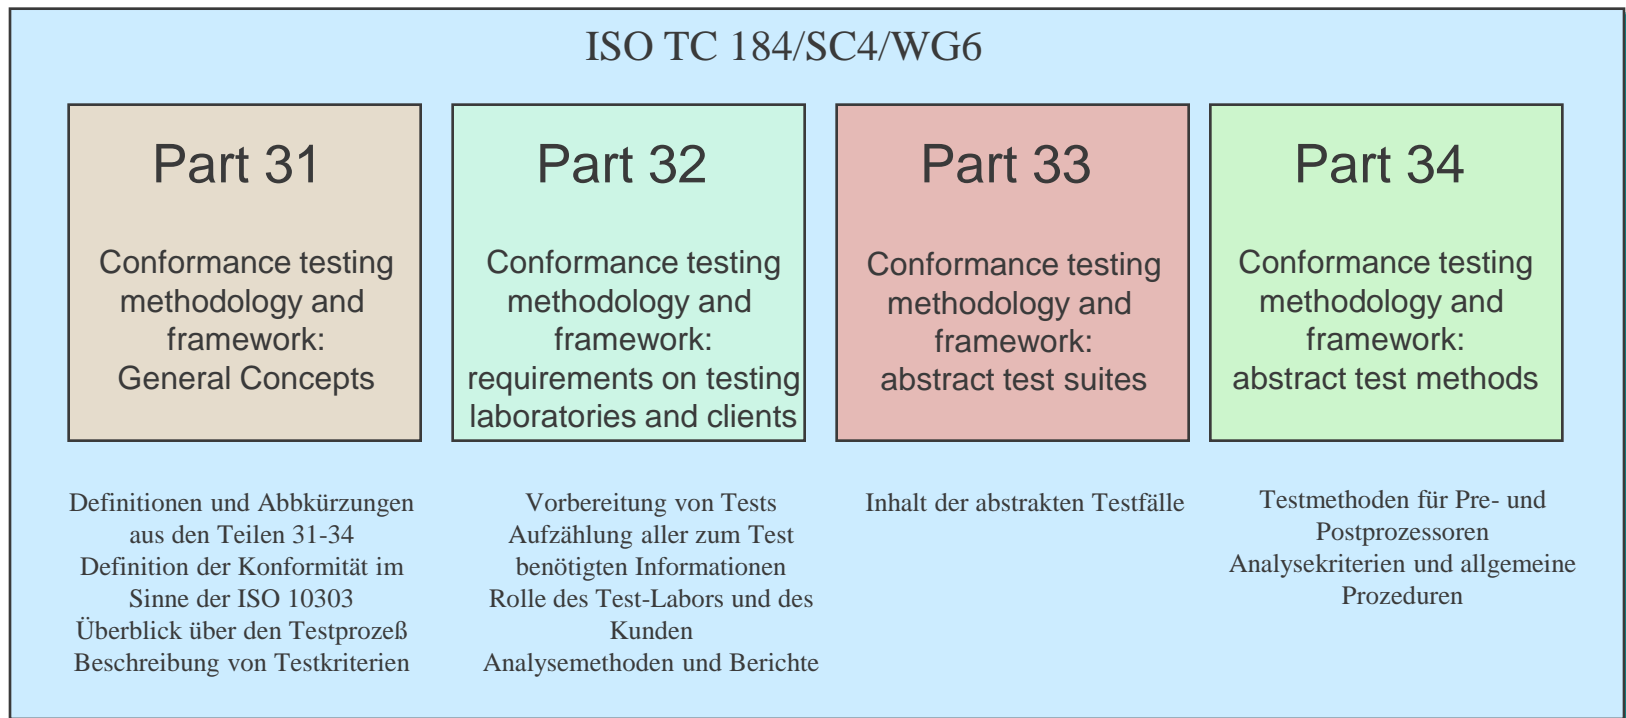 ISO TC 184/SC4/WG6
Part 31
Conformance testing
methodology and
framework:
General Concepts
Part 32
Conformance testing
methodology and
framework:
requirements on testing
laboratories and clients
Part 33
Conformance testing
methodology and
framework:
abstract test suites
Part 34
Conformance testing
methodology and
framework:
abstract test methods
Definitionen und Abbkürzungen
aus den Teilen 31-34
Definition der Konformität im
Sinne der ISO 10303
Überblick über den Testprozeß
Beschreibung von Testkriterien
Vorbereitung von Tests
Aufzählung aller zum Test
benötigten Informationen
Rolle des Test-Labors und des
Kunden
Analysemethoden und Berichte
Inhalt der abstrakten Testfälle
Testmethoden für Pre- und
Postprozessoren
Analysekriterien und allgemeine
Prozeduren